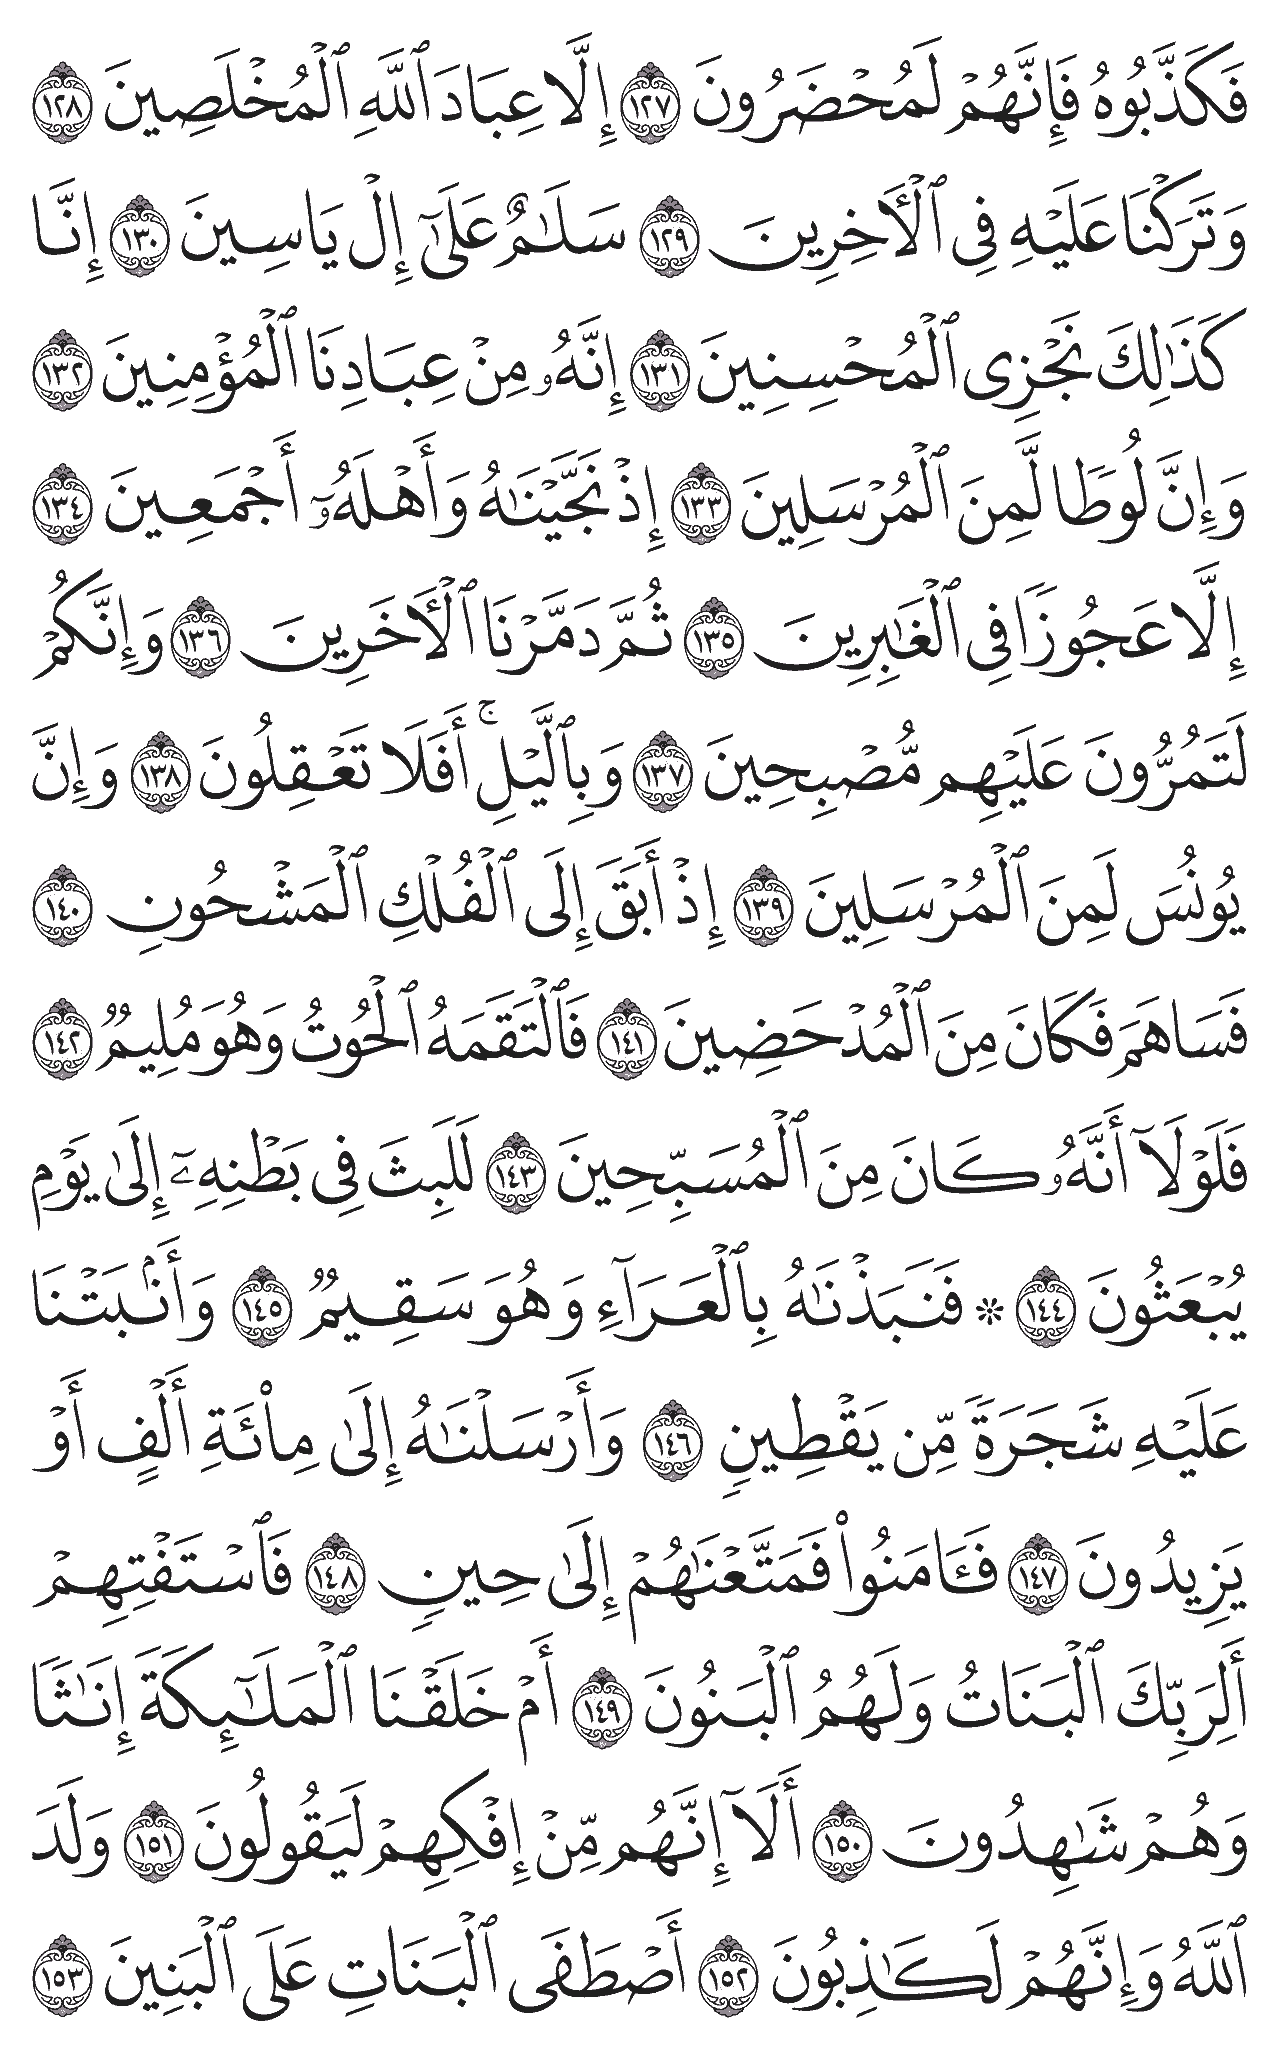 فَكَذَّبُوهُ فَإِنَّهُمْ لَمُحْضَرُونَ ١٢٧ إِلَّا عِبَادَ ٱللَّهِ ٱلْمُخْلَصِينَ ١٢٨
وَتَرَكْنَا عَلَيْهِ فِى ٱلْـَٔاخِرِينَ ١٢٩ سَلَـٰمٌ عَلَىٰٓ إِلْ يَاسِينَ ١٣٠ إِنَّا
كَذَٰلِكَ نَجْزِى ٱلْمُحْسِنِينَ ١٣١ إِنَّهُۥ مِنْ عِبَادِنَا ٱلْمُؤْمِنِينَ ١٣٢
وَإِنَّ لُوطًا لَّمِنَ ٱلْمُرْسَلِينَ ١٣٣ إِذْ نَجَّيْنَـٰهُ وَأَهْلَهُۥٓ أَجْمَعِينَ ١٣٤
إِلَّا عَجُوزًا فِى ٱلْغَـٰبِرِينَ ١٣٥ ثُمَّ دَمَّرْنَا ٱلْـَٔاخَرِينَ ١٣٦ وَإِنَّكُمْ
لَتَمُرُّونَ عَلَيْهِم مُّصْبِحِينَ ١٣٧ وَبِٱلَّيْلِ ۚ أَفَلَا تَعْقِلُونَ ١٣٨ وَإِنَّ
يُونُسَ لَمِنَ ٱلْمُرْسَلِينَ ١٣٩ إِذْ أَبَقَ إِلَى ٱلْفُلْكِ ٱلْمَشْحُونِ ١٤٠
فَسَاهَمَ فَكَانَ مِنَ ٱلْمُدْحَضِينَ ١٤١ فَٱلْتَقَمَهُ ٱلْحُوتُ وَهُوَ مُلِيمٌ ١٤٢
فَلَوْلَآ أَنَّهُۥ كَانَ مِنَ ٱلْمُسَبِّحِينَ ١٤٣ لَلَبِثَ فِى بَطْنِهِۦٓ إِلَىٰ يَوْمِ
يُبْعَثُونَ ١٤٤ ۞ فَنَبَذْنَـٰهُ بِٱلْعَرَآءِ وَهُوَ سَقِيمٌ ١٤٥ وَأَنۢبَتْنَا
عَلَيْهِ شَجَرَةً مِّن يَقْطِينٍ ١٤٦ وَأَرْسَلْنَـٰهُ إِلَىٰ مِا۟ئَةِ أَلْفٍ أَوْ
يَزِيدُونَ ١٤٧ فَـَٔامَنُوا۟ فَمَتَّعْنَـٰهُمْ إِلَىٰ حِينٍ ١٤٨ فَٱسْتَفْتِهِمْ
أَلِرَبِّكَ ٱلْبَنَاتُ وَلَهُمُ ٱلْبَنُونَ ١٤٩ أَمْ خَلَقْنَا ٱلْمَلَـٰٓئِكَةَ إِنَـٰثًا
وَهُمْ شَـٰهِدُونَ ١٥٠ أَلَآ إِنَّهُم مِّنْ إِفْكِهِمْ لَيَقُولُونَ ١٥١ وَلَدَ
ٱللَّهُ وَإِنَّهُمْ لَكَـٰذِبُونَ ١٥٢ أَصْطَفَى ٱلْبَنَاتِ عَلَى ٱلْبَنِينَ ١٥٣